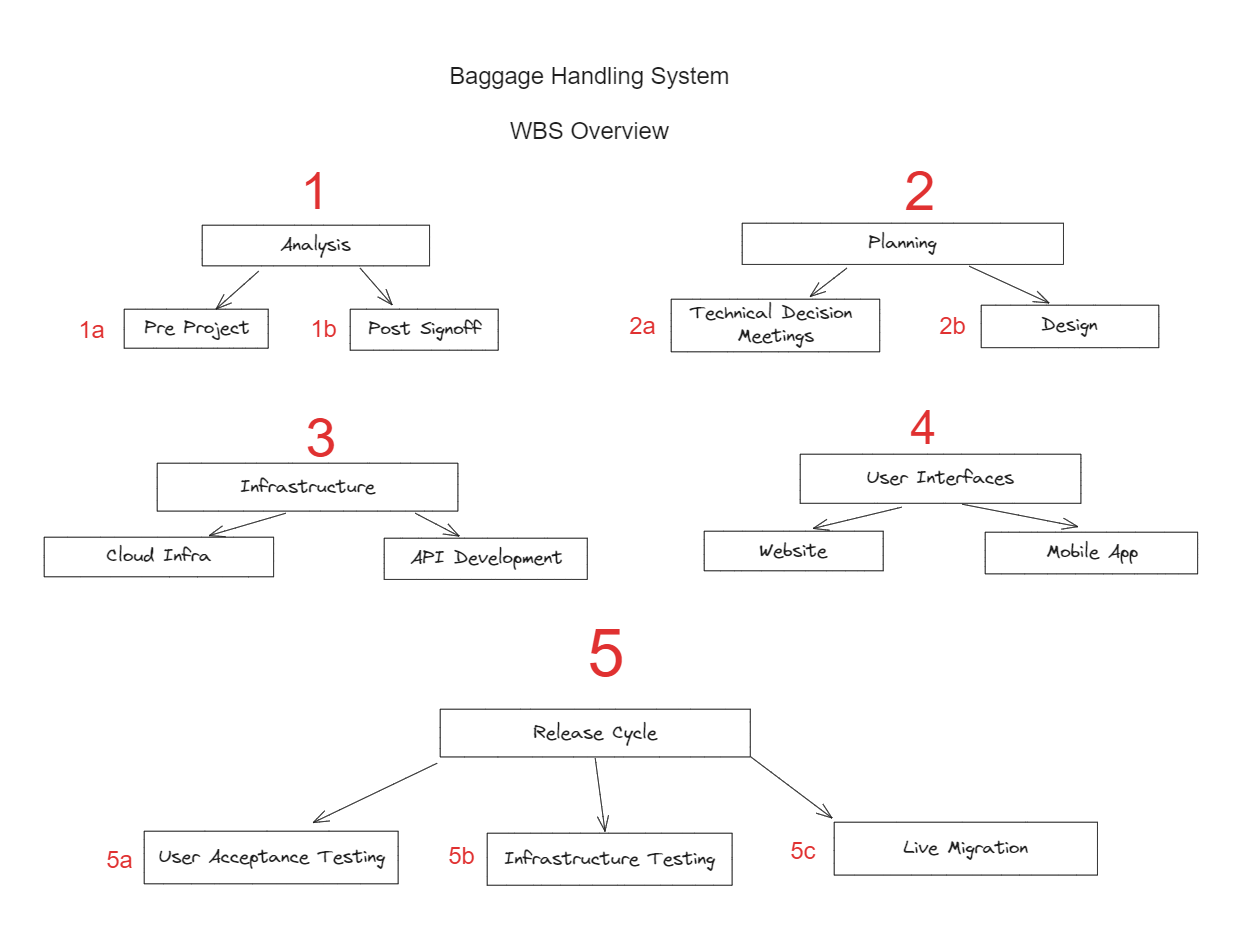 Baggage Handling System
WBS Overview
1
2
Analysis
Planning
1a
Pre Project
1b
Post Signoff
2a
Technical Decision
Meetings
2b
Design
3
4
Infrastructure
User Interfaces
Cloud Infra
API Development
Website
Mobile App
5
Release Cycle
5a
User Acceptance Testing
5b
Infrastructure Testing
5c
Live Migration